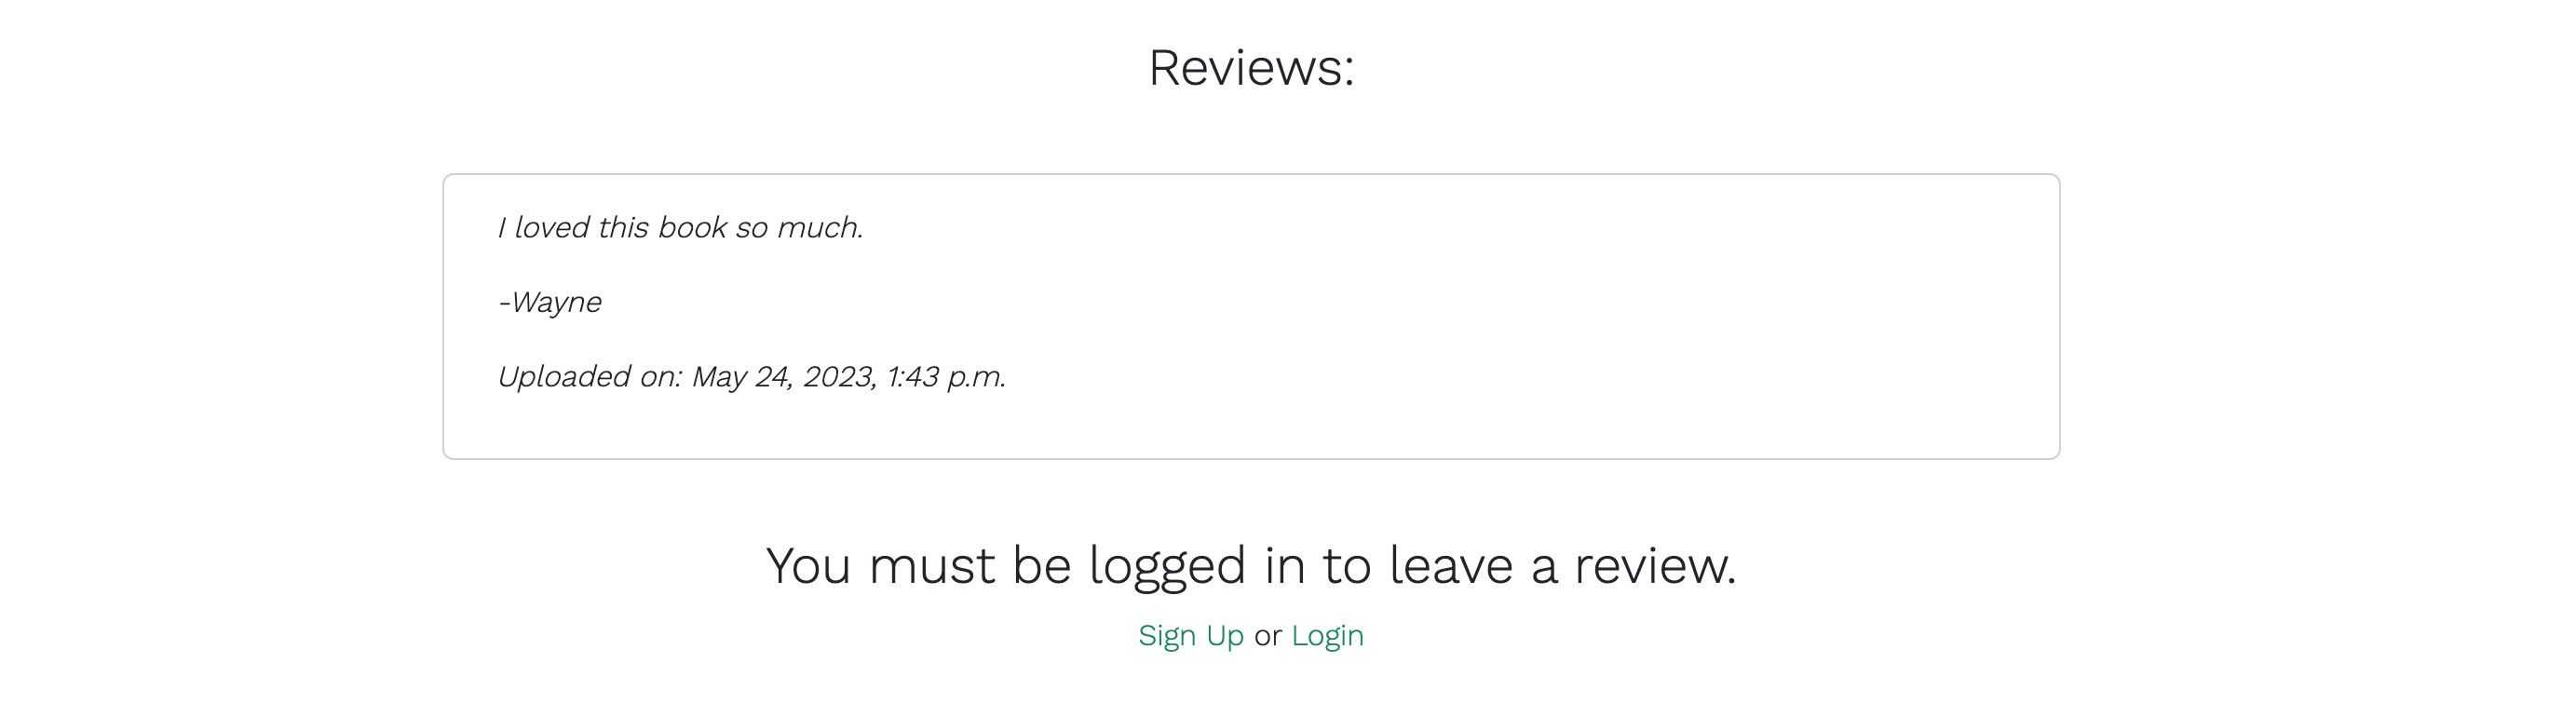 Reviews:
I loved this book so much.
-Wayne
Uploaded on: May 24, 2023, 1:43 p.m.
You must be logged in to leave a review.
Sign Up or Login